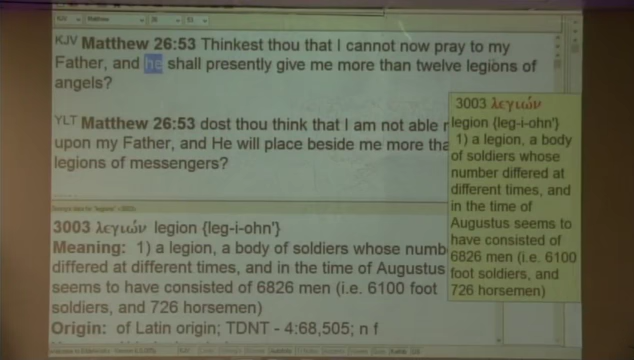 KJV Matthew 26:53 Thinkest thou that I cannot now pray to my
Father, and he shall presently give me more than twelve legions of
angels?
YLT Matthew 26:53 dost thou think that I am not able
upon my Father, and He will place beside me more tha
legions of messengers?
3003 λεγιών
legion {leg-i-ohn'}
1) a legion, a body
of soldiers whose
number differed at
different times, and
in the time of
Augustus seems to
have consisted of
6826 men (i.e. 6100
foot soldiers, and
726 horsemen)
3003 λεγιών legion {leg-i-ohn'}
Meaning: 1) a legion, a body of soldiers whose numb
differed at different times, and in the time of Augustus
seems to have consisted of 6826 men (i.e. 6100 foot
soldiers, and 726 horsemen)
Origin: of Latin origin; TDNT - 4:68,505; n f